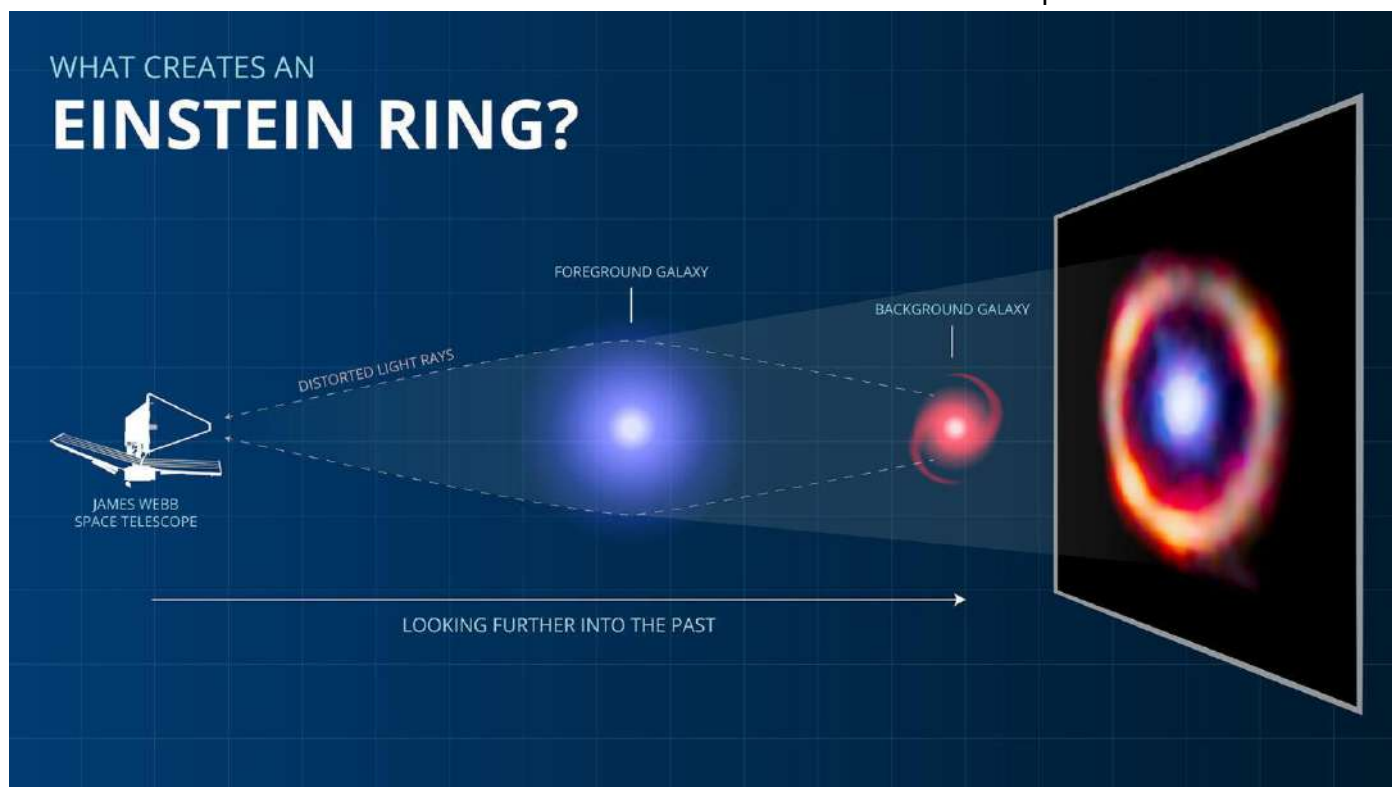 WHAT CREATES AN
EINSTEIN RING?
FOREGROUND GALAXY
BACKGROUND GALAXY
DISTORTED LIGHT RAYS
JAMES WEBB
SPACE TELESCOPE
LOOKING FURTHER INTO THE PAST